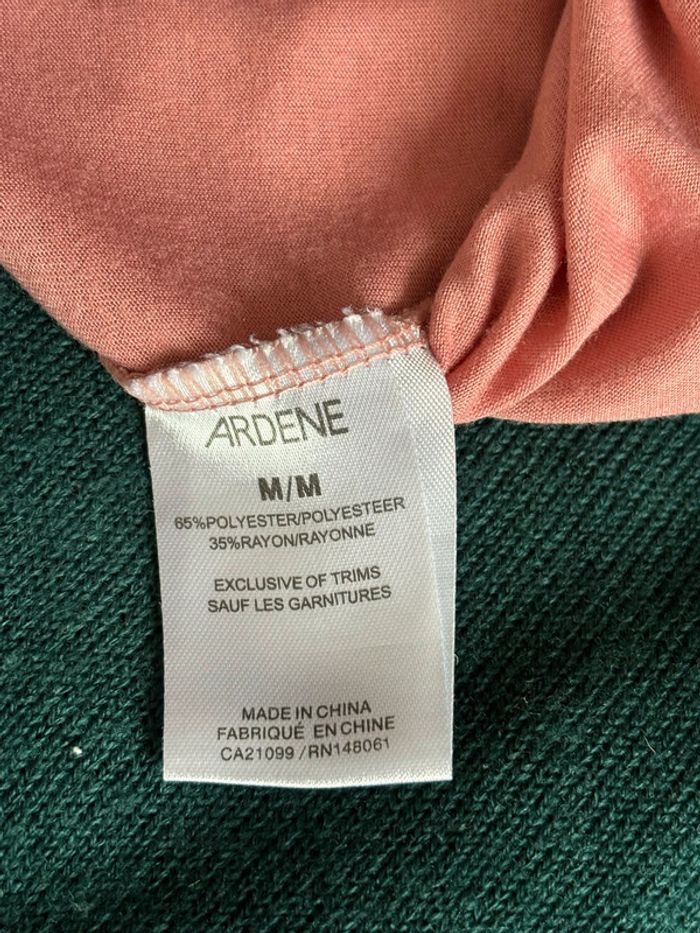 ARDENE
M/M
65%POLYESTER/POLYESTEER
35%RAYON/RAYONNE
EXCLUSIVE OF TRIMS
SAUF LES GARNITURES
MADE IN CHINA
FABRIQUÉ EN CHINE
CA21099 /RN148061